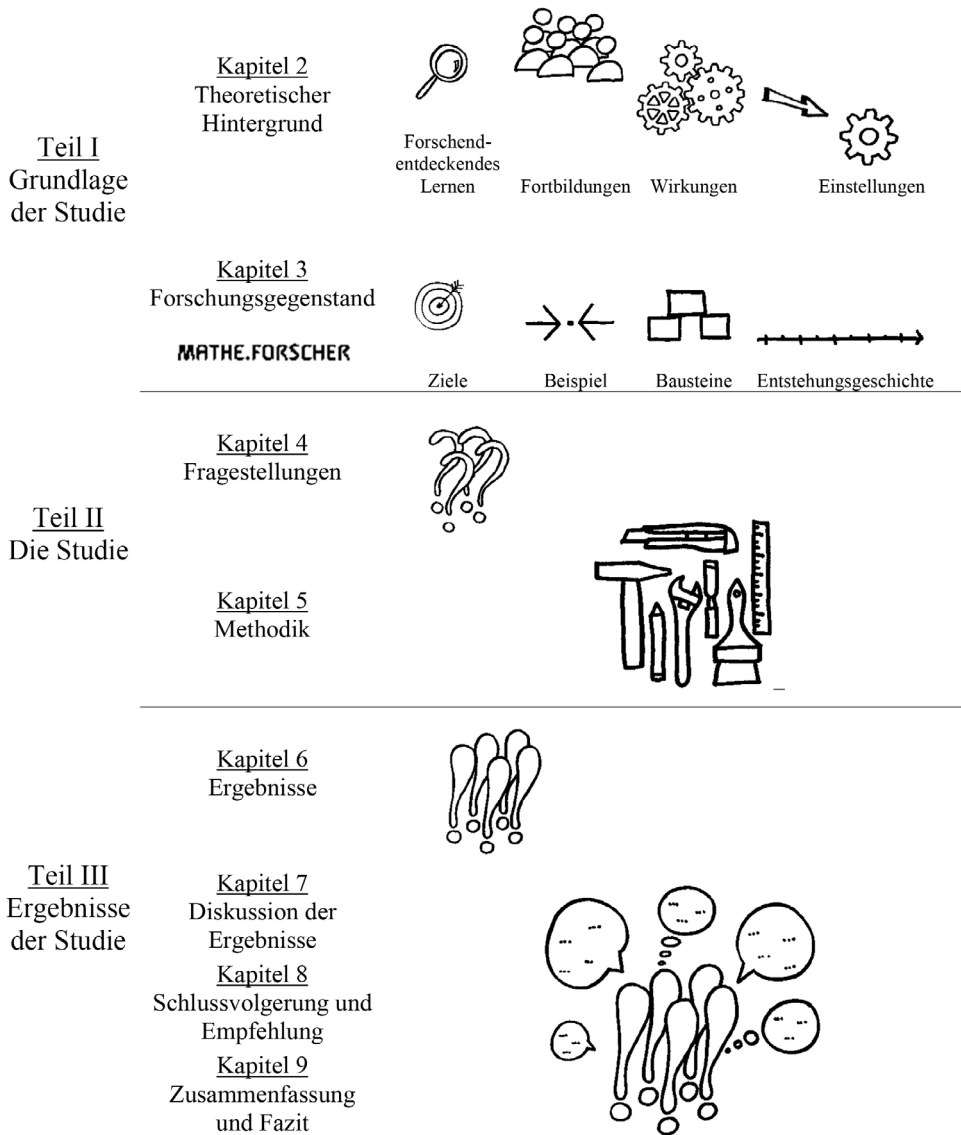 Teil I
Grundlage
der Studie
Kapitel 2
Theoretischer
Hintergrund
Forschend-
entdeckendes
Lernen
Fortbildungen
Wirkungen
Einstellungen
Kapitel 3
Forschungsgegenstand
MATHE.FORSCHER
Ziele
Beispiel
Bausteine
Entstehungsgeschichte
Teil II
Die Studie
Kapitel 4
Fragestellungen
Kapitel 5
Methodik
Teil III
Ergebnisse
der Studie
Kapitel 6
Ergebnisse
Kapitel 7
Diskussion der
Ergebnisse
Kapitel 8
Schlussvolgerung und
Empfehlung
Kapitel 9
Zusammenfassung
und Fazit